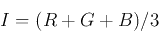 I = (R + G + B)/3